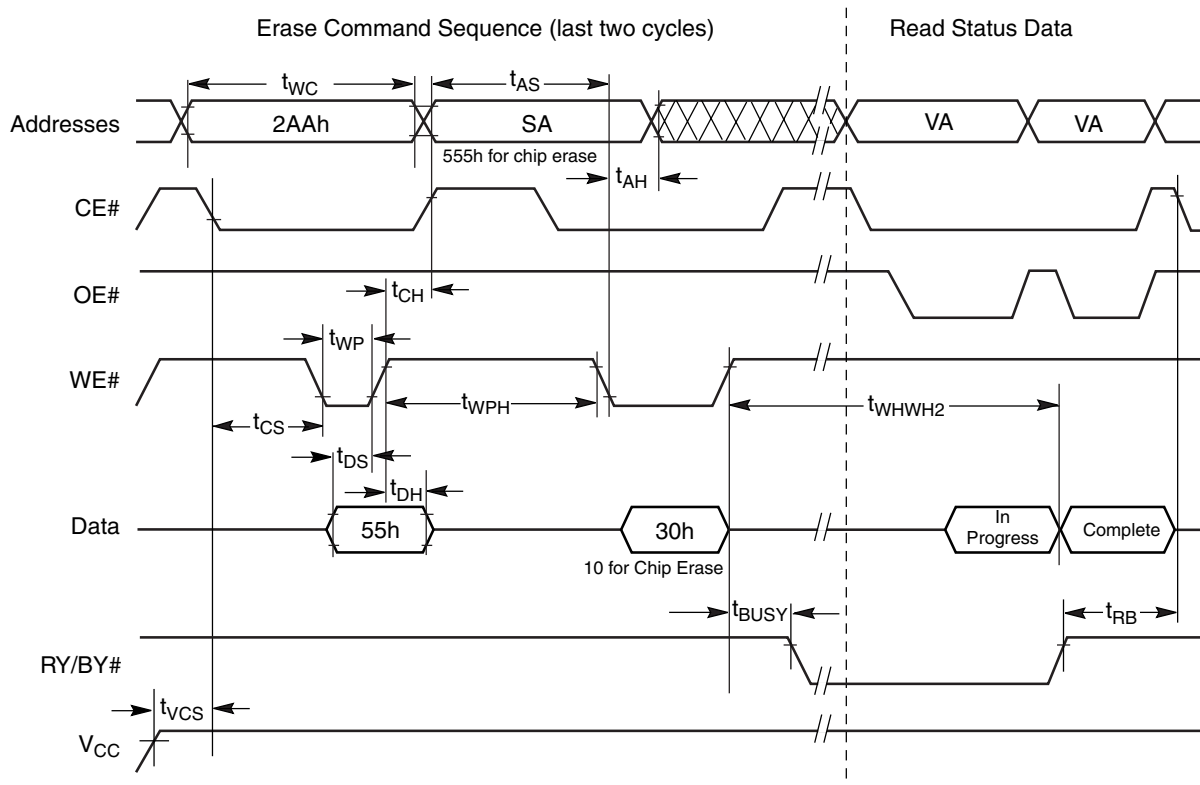 Erase Command Sequence (last two cycles)
Read Status Data
tWC
tAS
Addresses
2AAh
SA
VA
VA
555h for chip erase
tAH
CE#
OE#
tCH
tWP
WE#
tWPH
tWHWH2
tCS
tDS
tDH
Data
55h
30h
In
Progress
Complete
10 for Chip Erase
tBUSY
tRB
RY/BY#
tVCS
VCC